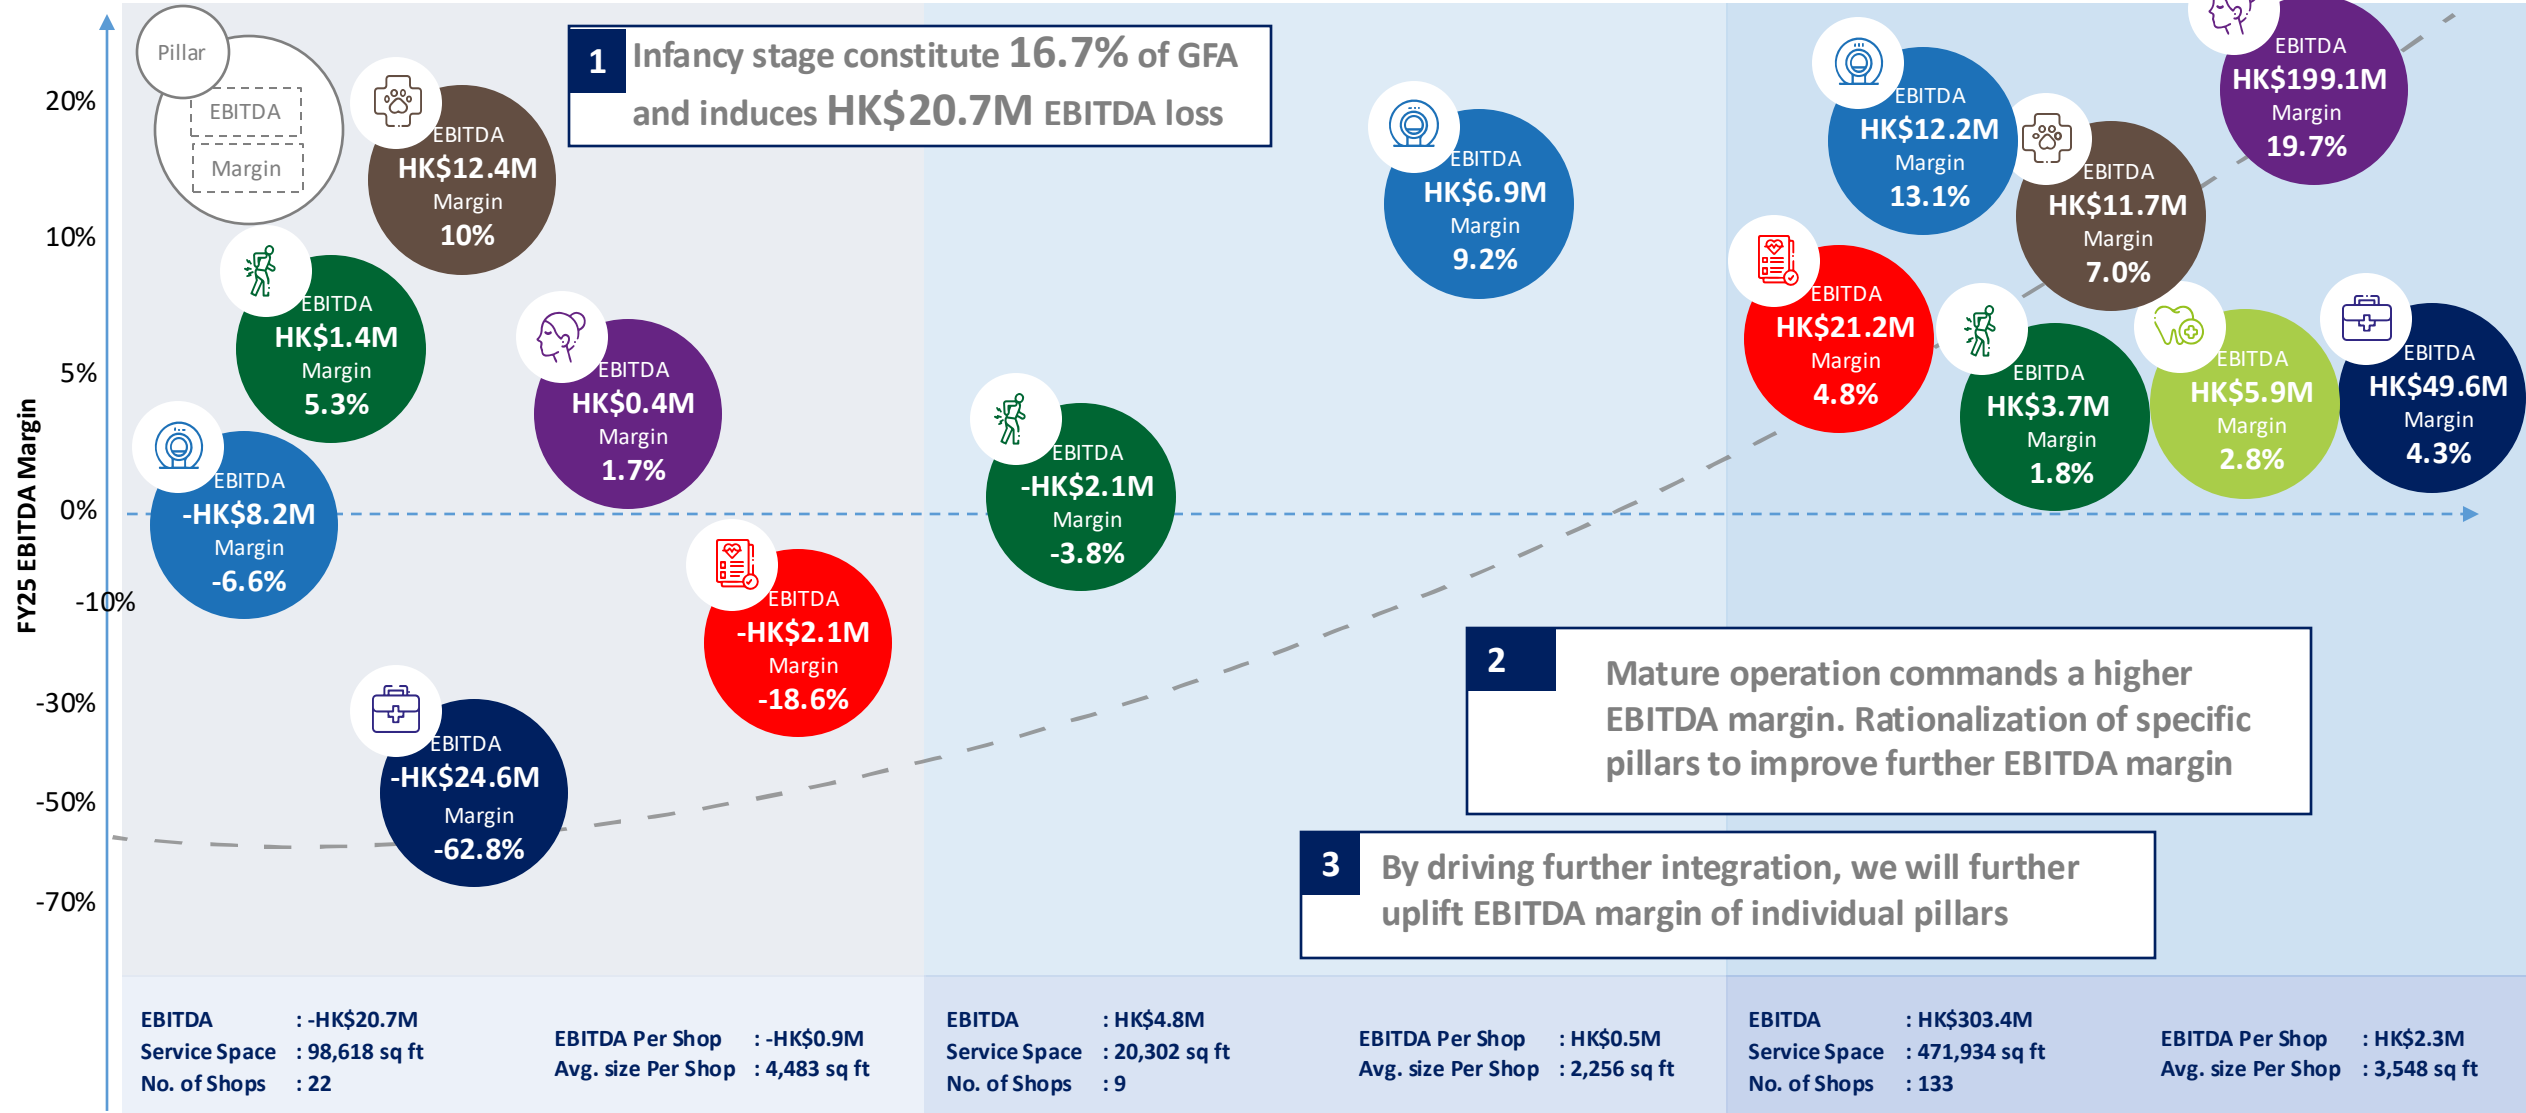 FY25 EBITDA Margin
20%
10%
5%
0%
-10%
-30%
-50%
-70%
Pillar
EBITDA
Margin
EBITDA
HK$12.4M
Margin
10%
EBITDA
HK$1.4M
Margin
5.3%
EBITDA
HK$0.4M
Margin
1.7%
EBITDA
-HK$8.2M
Margin
-6.6%
EBITDA
-HK$2.1M
Margin
-18.6%
EBITDA
-HK$24.6M
Margin
-62.8%
1
Infancy stage constitute 16.7% of GFA
and induces HK$20.7M EBITDA loss
EBITDA
HK$6.9M
Margin
9.2%
EBITDA
-HK$2.1M
Margin
-3.8%
EBITDA
HK$199.1M
Margin
19.7%
EBITDA
HK$12.2M
Margin
13.1%
EBITDA
HK$11.7M
Margin
7.0%
EBITDA
HK$21.2M
Margin
4.8%
EBITDA
HK$3.7M
Margin
1.8%
EBITDA
HK$5.9M
Margin
2.8%
EBITDA
HK$49.6M
Margin
4.3%
2
Mature operation commands a higher
EBITDA margin. Rationalization of specific
pillars to improve further EBITDA margin
3
By driving further integration, we will further
uplift EBITDA margin of individual pillars
EBITDA : -HK$20.7M
Service Space : 98,618 sq ft
No. of Shops : 22
EBITDA Per Shop : -HK$0.9M
Avg. size Per Shop : 4,483 sq ft
EBITDA : HK$4.8M
Service Space : 20,302 sq ft
No. of Shops : 9
EBITDA Per Shop : HK$0.5M
Avg. size Per Shop : 2,256 sq ft
EBITDA : HK$303.4M
Service Space : 471,934 sq ft
No. of Shops : 133
EBITDA Per Shop : HK$2.3M
Avg. size Per Shop : 3,548 sq ft